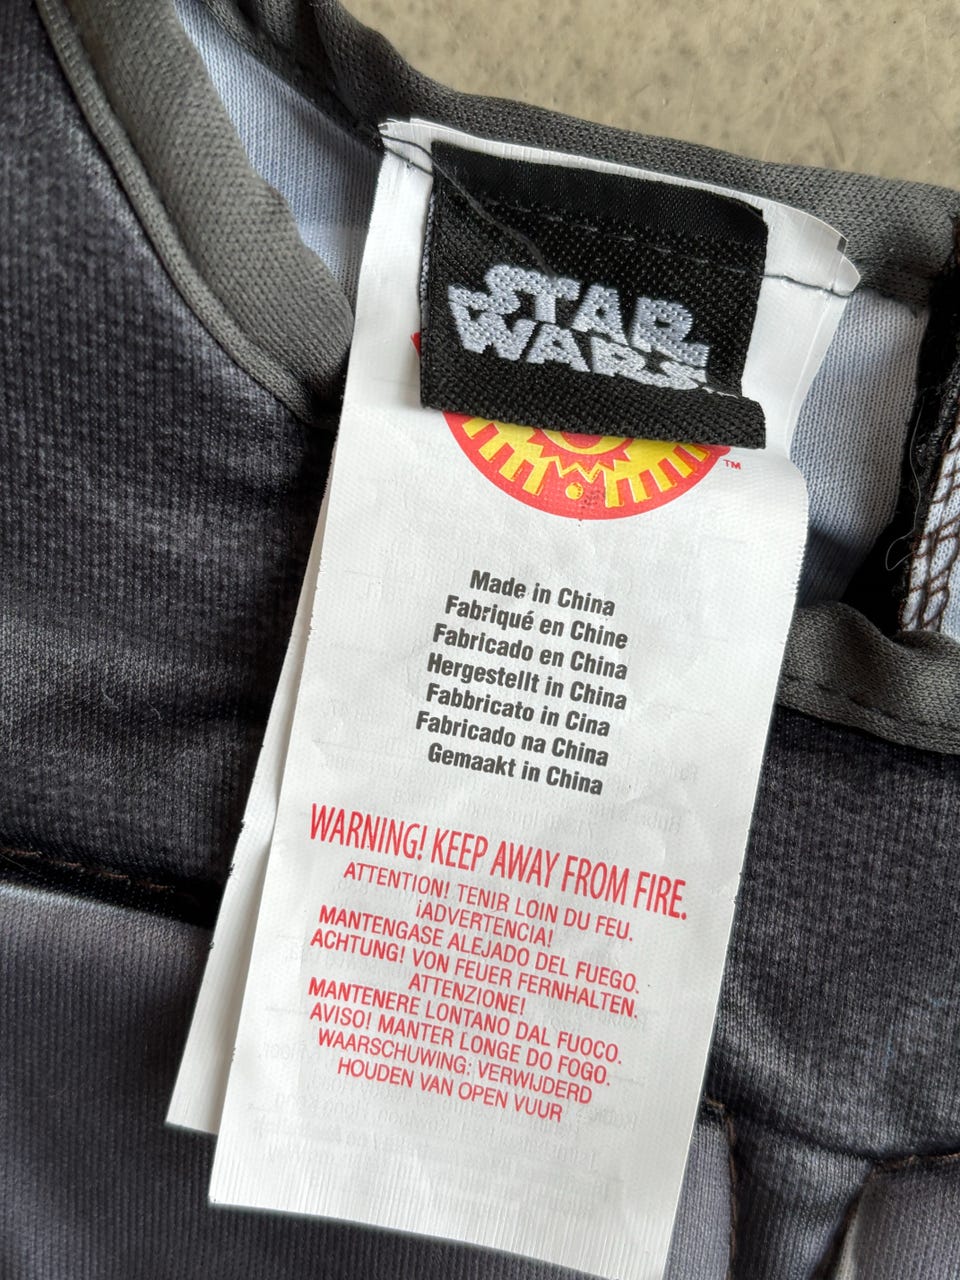 STAR
WARS
TM
Made in China
Fabriqué en Chine
Fabricado en China
Hergestellt in China
Fabbricato in Cina
Fabricado na China
Gemaakt in China
WARNING! KEEP AWAY FROM FIRE.
ATTENTION! TENIR LOIN DU FEU.
¡ADVERTENCIA!
MANTENGASE ALEJADO DEL FUEGO.
ACHTUNG! VON FEUER FERNHALTEN.
ATTENZIONE!
MANTENERE LONTANO DAL FUOCO.
AVISO! MANTER LONGE DO FOGO.
WAARSCHUWING: VERWIJDERD
HOUDEN VAN OPEN VUUR